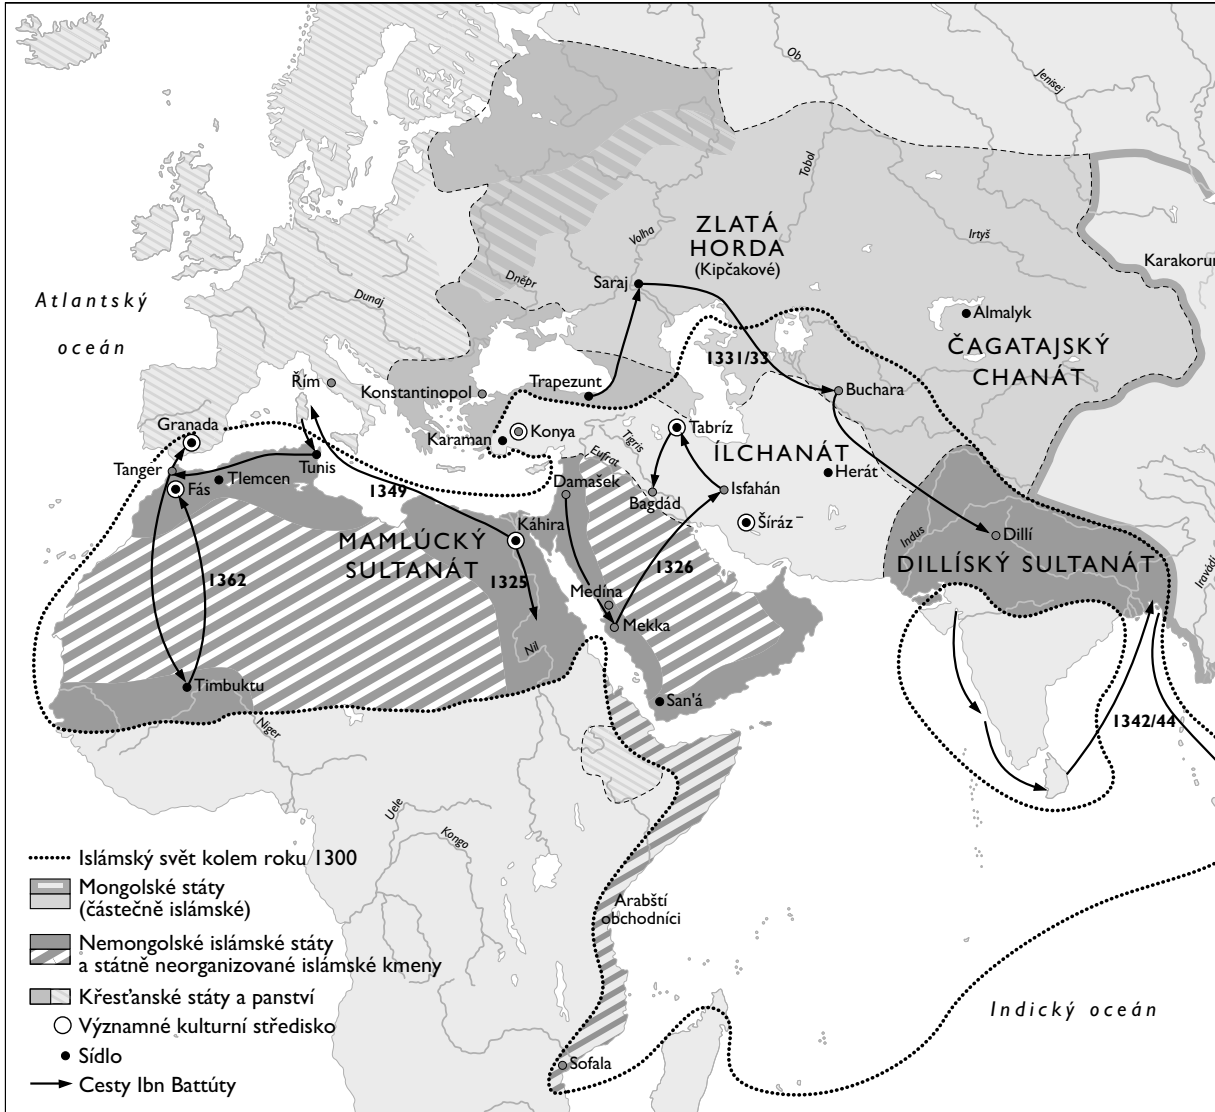 Ob
Jenisej
Tobol
ZLATÁ
HORDA
(Kipčakové)
Volha
Irtyš
Karakorum
Saraj
Dněpr
Atlantský
oceán
Dunaj
Almalyk
ČAGATAJSKÝ
CHANÁT
1331/33
Řím
Konstantinopol
Trapezunt
Buchara
Granada
Karaman
Konya
Tigris
Tabríz
ÍLCHANÁT
Tanger
Tunis
Eufrat
Tlemcen
Herát
Fás
1349
Damašek
Bagdád
Isfahán
Káhira
Šíráz
Indus
Dillí
MAMLÚCKÝ
SULTANÁT
DILLÍSKÝ SULTANÁT
1362
1325
1326
Iravádí
Medína
Mekka
Nil
Timbuktu
San'á
Niger
1342/44
Uele
Kongo
Islámský svět kolem roku 1300
Mongolské státy
(částečně islámské)
Arabští
obchodníci
Nemongolské islámské státy
a státně neorganizované islámské kmeny
Křesťanské státy a panství
Indický oceán
Významné kulturní středisko
Sídlo
Sofala
Cesty Ibn Battúty